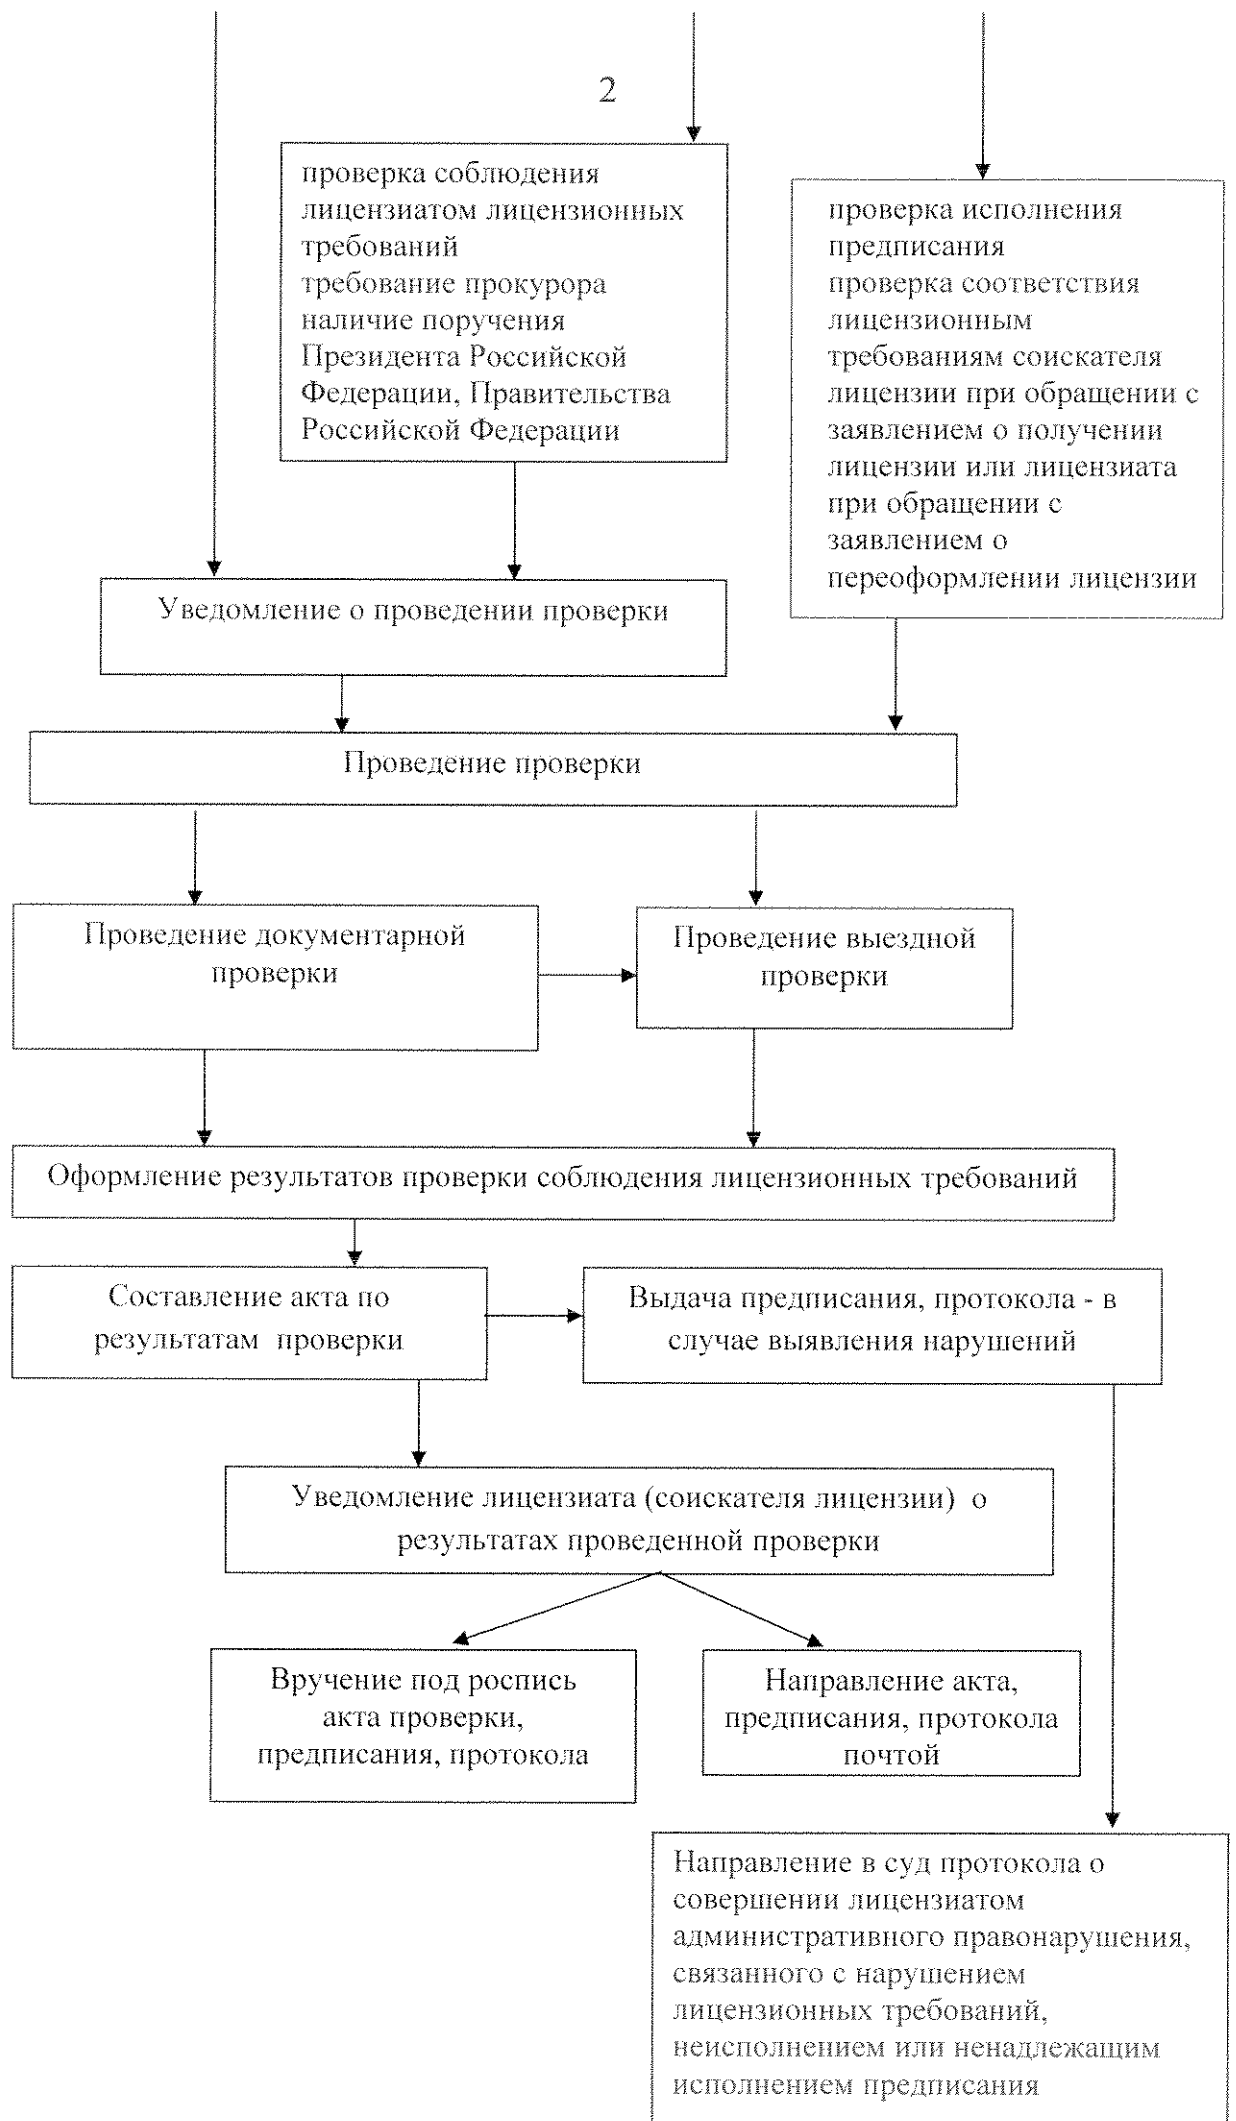 2
проверка соблюдения
лицензиатом лицензионных
требований
требование прокурора
наличие поручения
Президента Российской
Федерации, Правительства
Российской Федерации
проверка исполнения
предписания
проверка соответствия
лицензионным
требованиям соискателя
лицензии при обращении с
заявлением о получении
лицензии или лицензиата
при обращении с
заявлением о
переоформлении лицензии
Уведомление о проведении проверки
Проведение проверки
Проведение документарной
проверки
Проведение выездной
проверки
Оформление результатов проверки соблюдения лицензионных требований
Составление акта по
результатам проверки
Выдача предписания, протокола - в
случае выявления нарушений
Уведомление лицензиата (соискателя лицензии) о
результатах проведенной проверки
Вручение под роспись
акта проверки,
предписания, протокола
Направление акта,
предписания, протокола
почтой
Направление в суд протокола о
совершении лицензиатом
административного правонарушения,
связанного с нарушением
лицензионных требований,
неисполнением или ненадлежащим
исполнением предписания